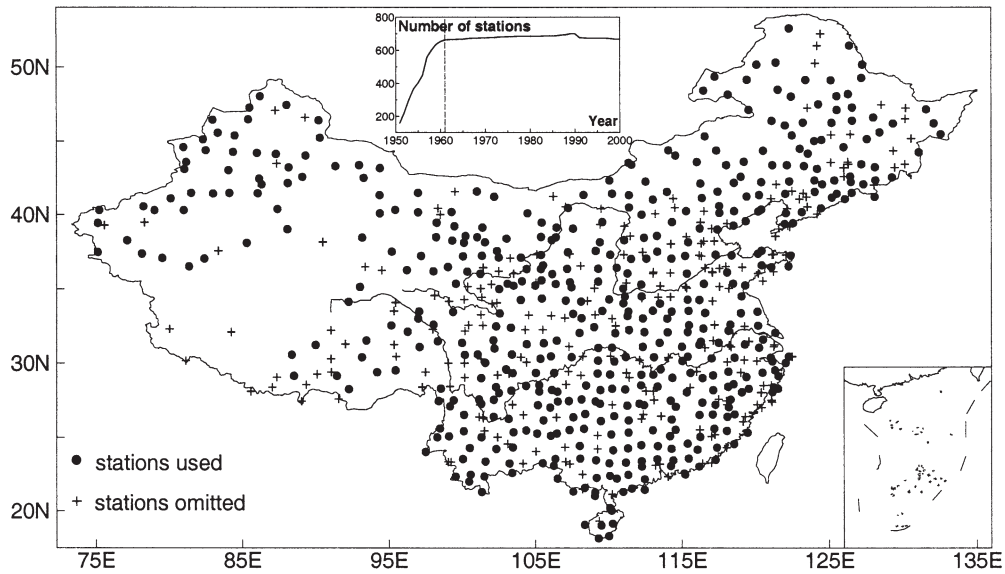 Number of stations
800
600
400
200
Year
1950 1960 1970 1980 1990 2000
50N
40N
30N
20N
stations used
stations omitted
75E 85E 95E 105E 115E 125E 135E